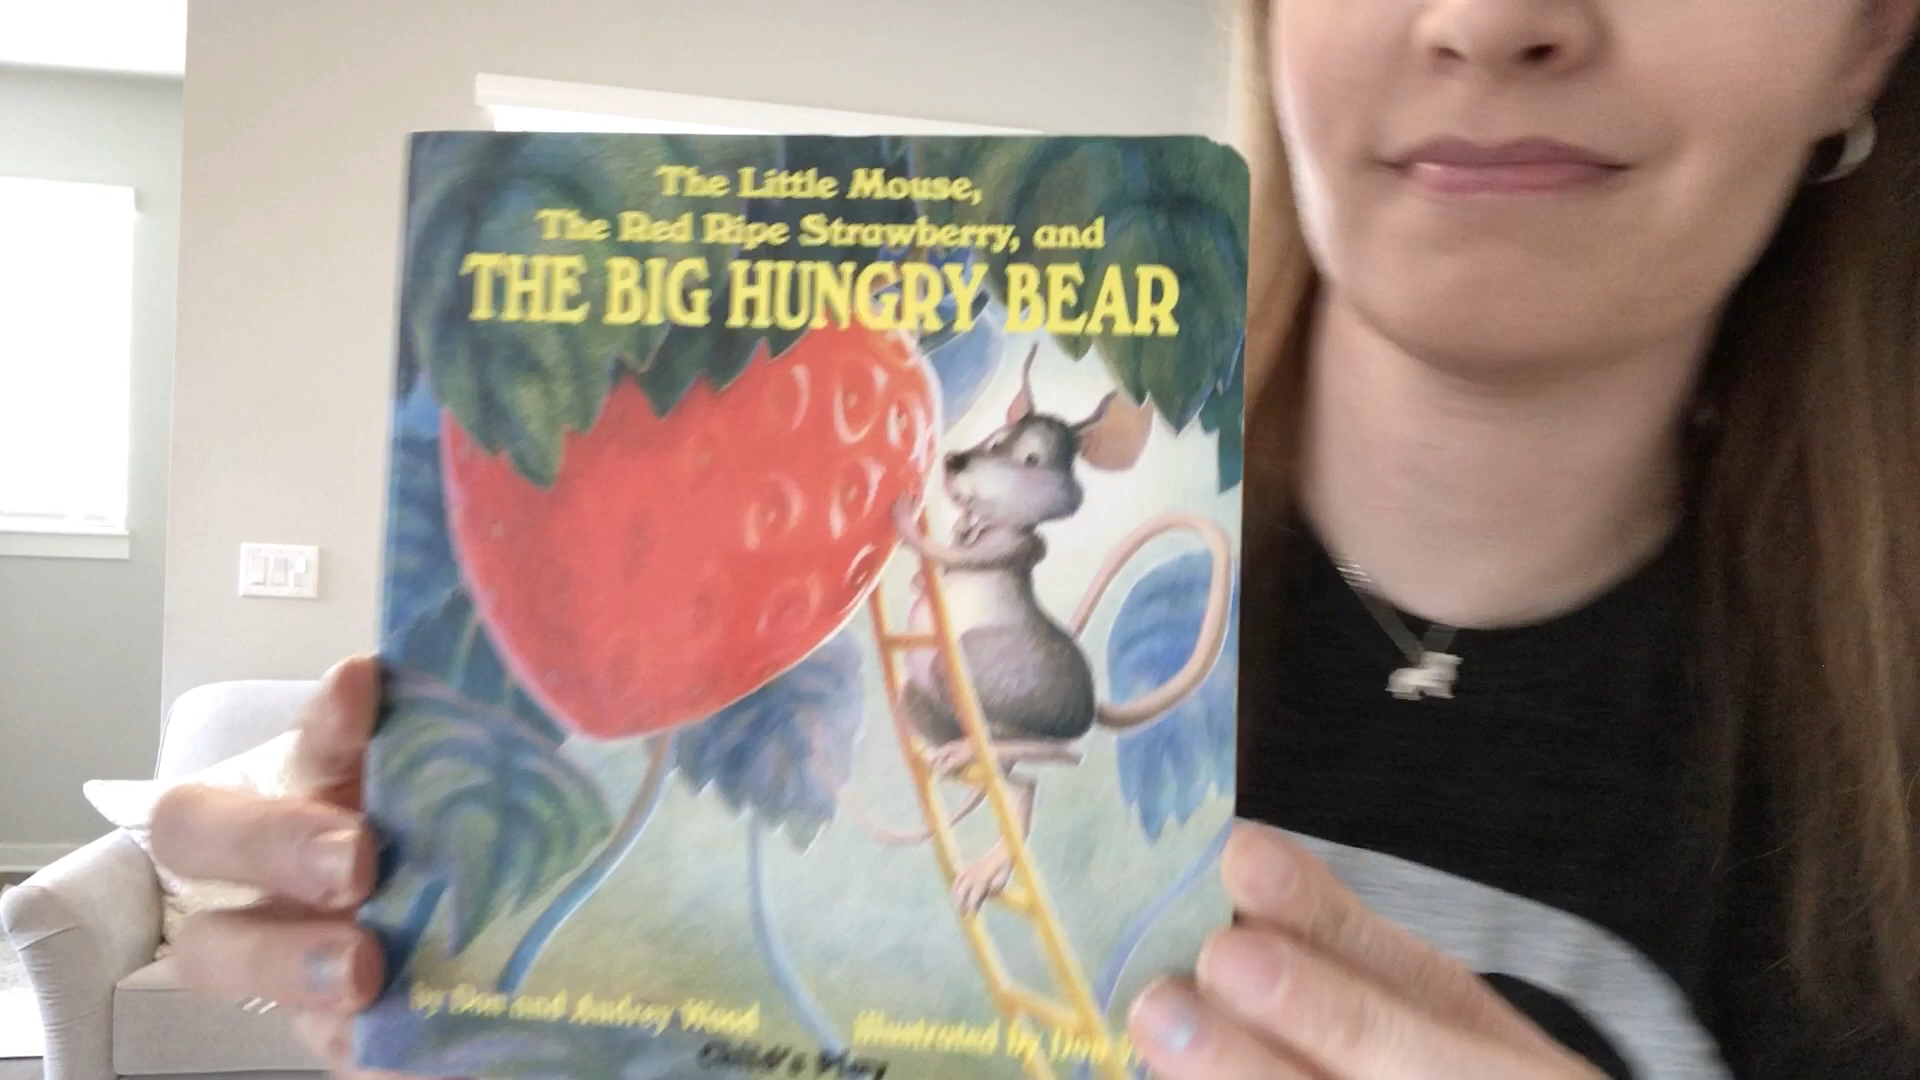 The Little Mouse,
The Red Ripe Strawberry, and
THE BIG HUNGRY BEAR
by Don and Audrey Wood
illustrated by Don
Child's Play